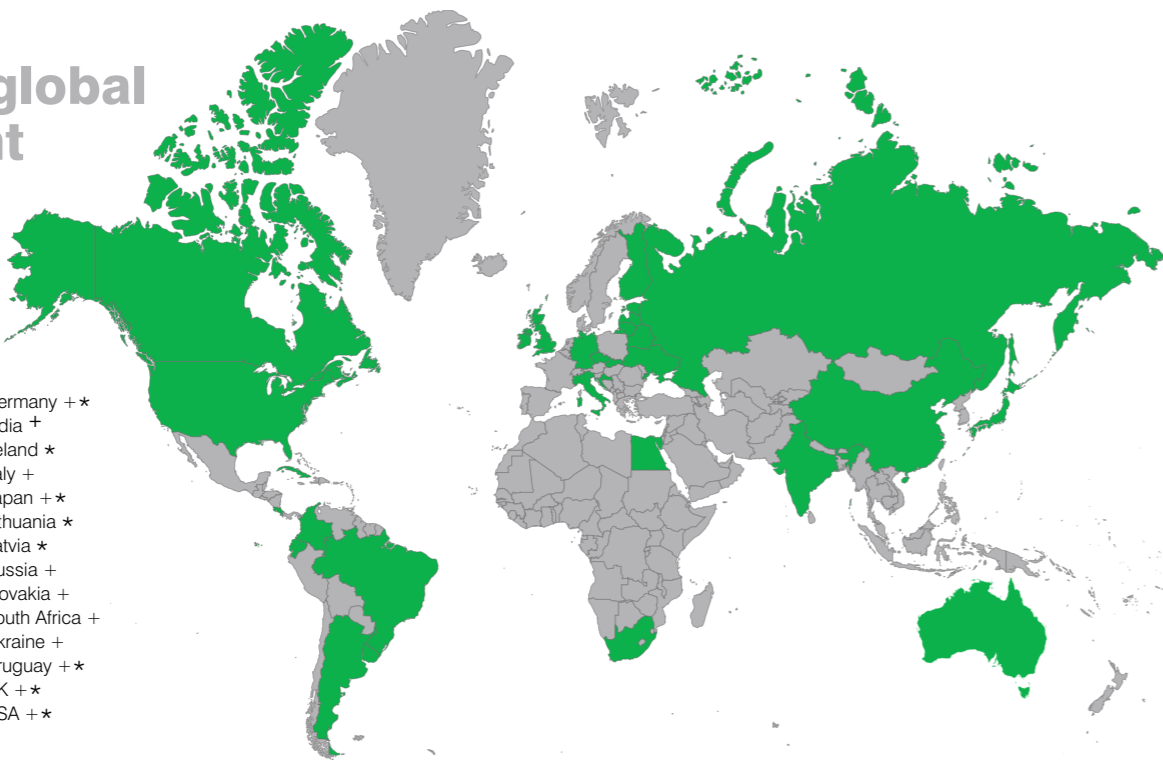 global
nt
ermany +*
dia +
eland *
aly +
apan +*
thuania *
atvia *
ussia +
ovakia +
outh Africa +
kraine +
ruguay +*
K +*
SA +*